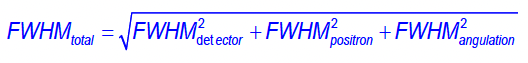 FWHM_total = √(FWHM²_detector + FWHM²_positron + FWHM²_angulation)